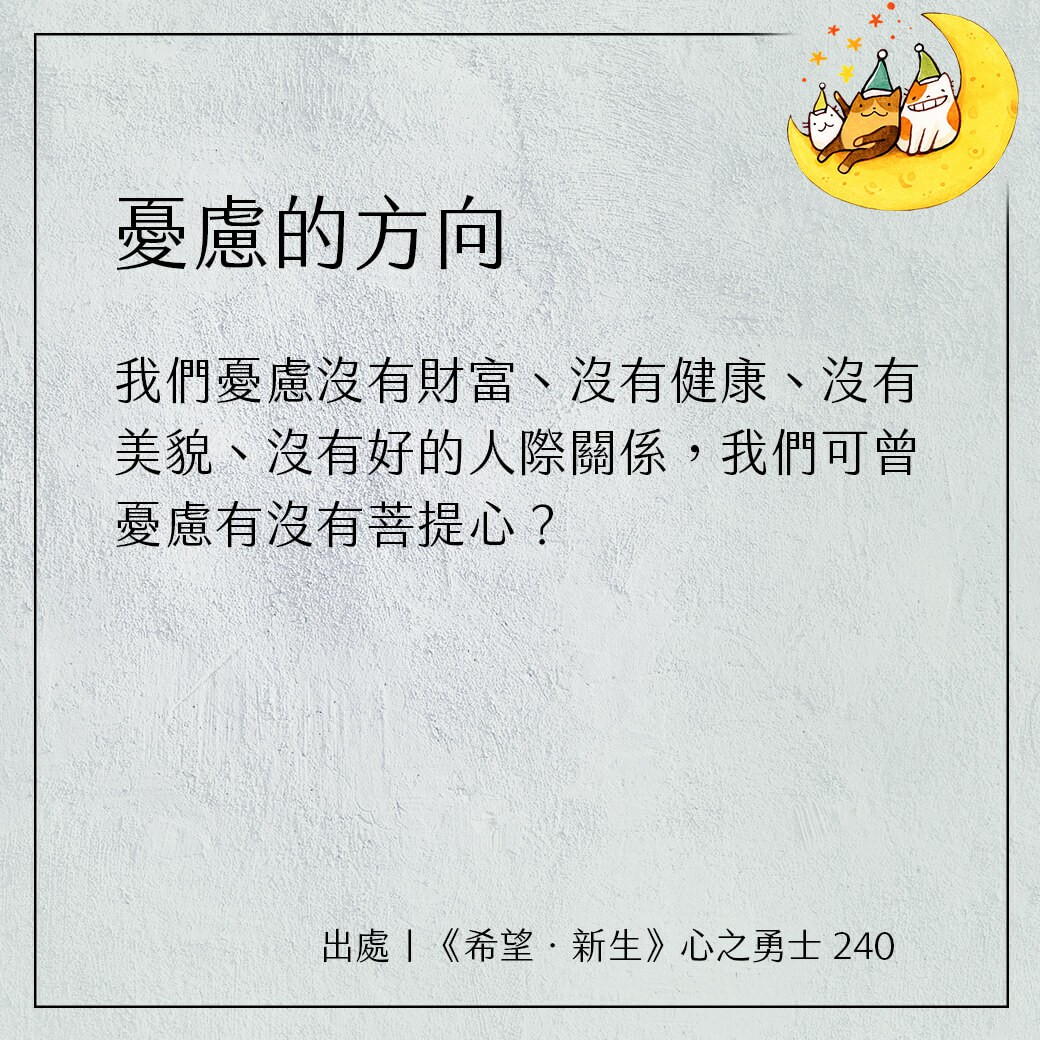 憂慮的方向
我們憂慮沒有財富、沒有健康、沒有
美貌、沒有好的人際關係，我們可曾
憂慮有沒有菩提心？
出處｜《希望．新生》心之勇士 240